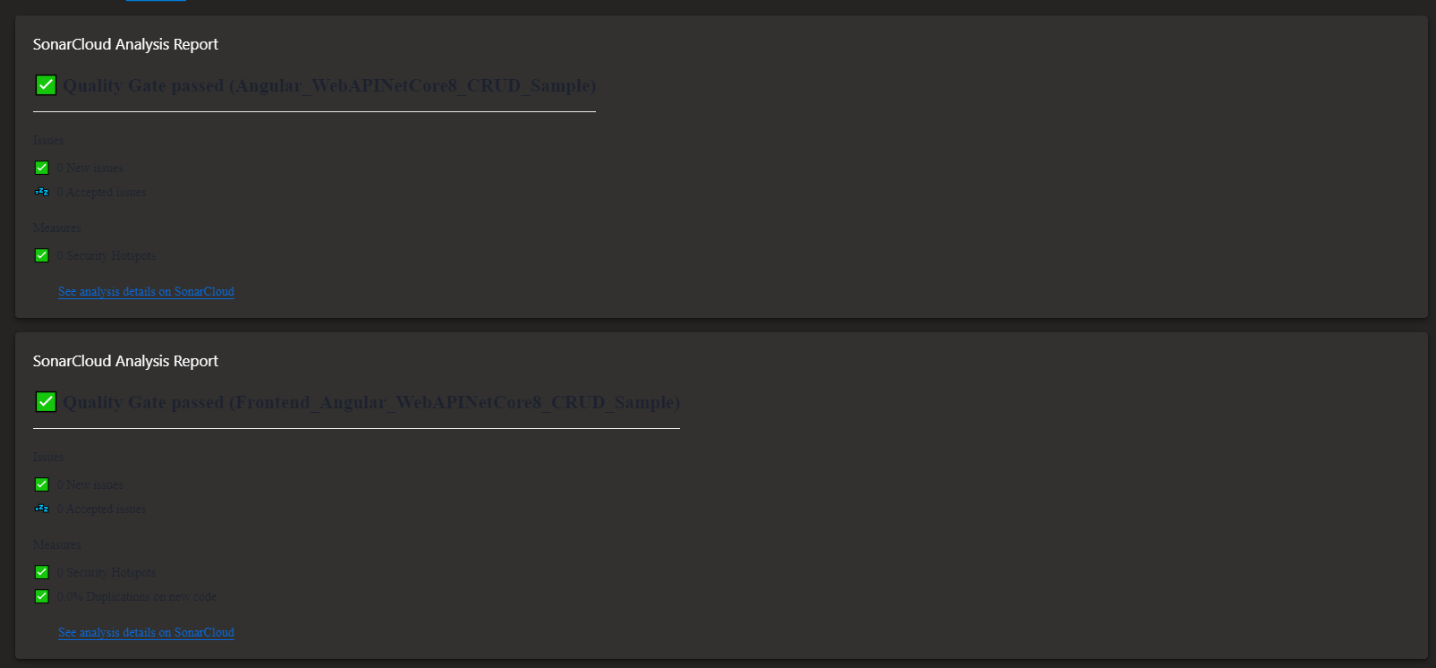 SonarCloud Analysis Report
Quality Gate passed (Angular_WebAPINetCore8_CRUD_Sample)
Issues
0 New issues
0 Accepted issues
Measures
0 Security Hotspots
See analysis details on SonarCloud
SonarCloud Analysis Report
Quality Gate passed (Frontend_Angular_WebAPINetCore8_CRUD_Sample)
Issues
0 New issues
0 Accepted issues
Measures
0 Security Hotspots
0.0% Duplications on new code
See analysis details on SonarCloud